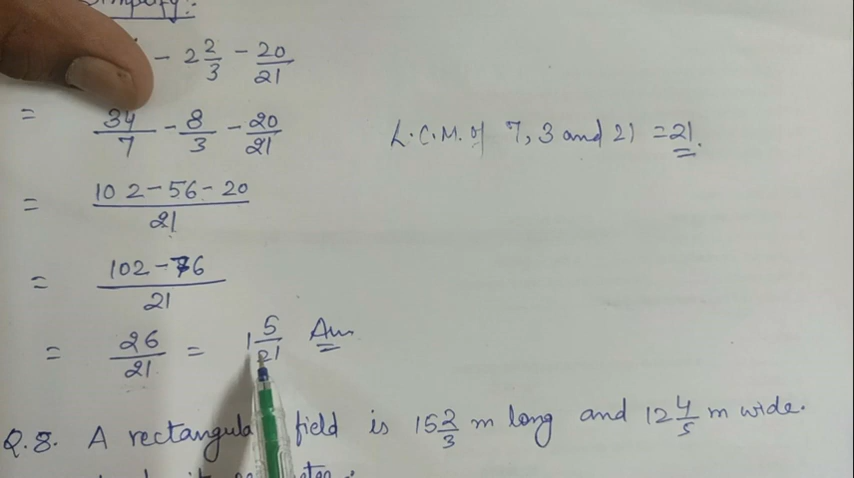 Simplify:
- 2 2/3 - 20/21
= 34/7 - 8/3 - 20/21 L.C.M. of 7, 3 and 21 = 21.
= 102-56-20/21
= 102-76/21
= 26/21 = 1 5/21 Ans
Q.8. A rectangular field is 15 2/3 m long and 12 4/5 m wide.